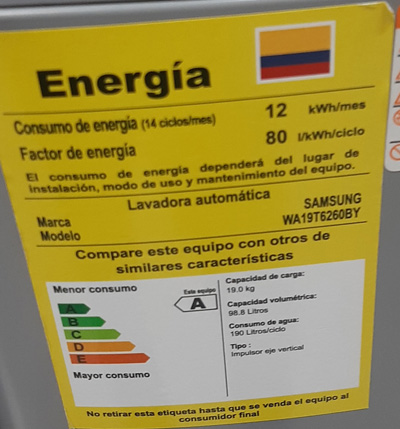 Energía
Consumo de energía (14 ciclos/mes) 12 kWh/mes
Factor de energía 80 l/kWh/ciclo
El consumo de energía dependerá del lugar de
instalación, modo de uso y mantenimiento del equipo.
Lavadora automática
Marca SAMSUNG
Modelo WA19T6260BY
Compare este equipo con otros de
similares características
Menor consumo
A
B
C
D
E
Mayor consumo
Este equipo
A
Capacidad de carga:
19.0 kg
Capacidad volumétrica:
98.8 Litros
Consumo de agua:
190 Litros/ciclo
Tipo :
Impulsor eje vertical
No retirar esta etiqueta hasta que se venda el equipo al
consumidor final